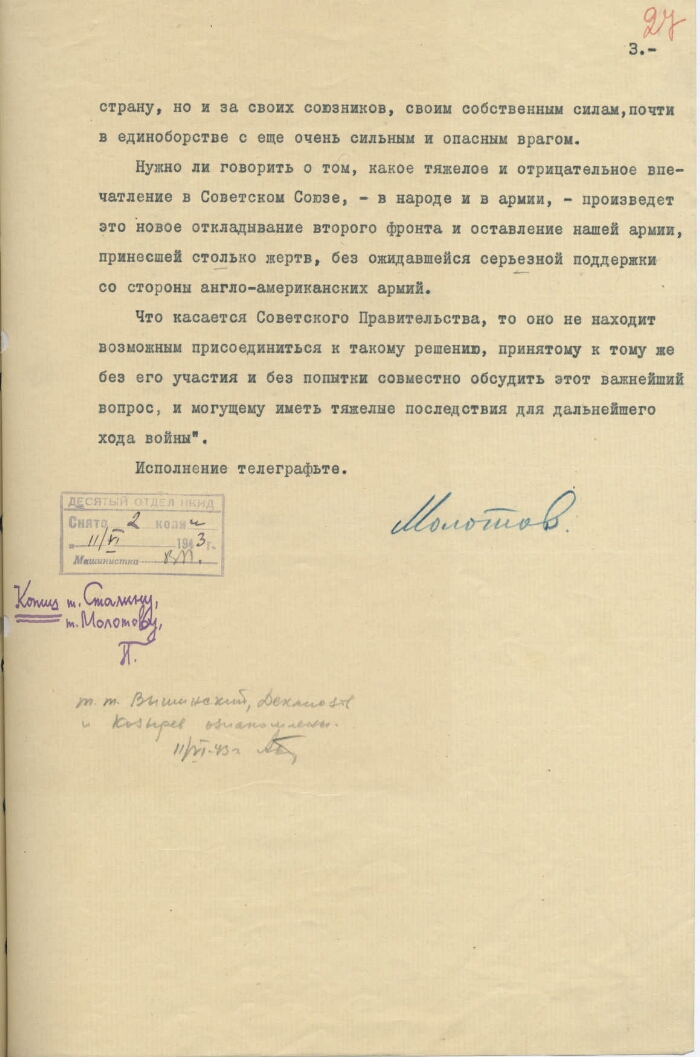 27
3.-
страну, но и за своих союзников, своим собственным силам, почти
в единоборстве с еще очень сильным и опасным врагом.
Нужно ли говорить о том, какое тяжелое и отрицательное впе-
чатление в Советском Союзе, - в народе и в армии, - произведет
это новое откладывание второго фронта и оставление нашей армии,
принесшей столько жертв, без ожидавшейся серьезной поддержки
со стороны англо-американских армий.
Что касается Советского Правительства, то оно не находит
возможным присоединиться к такому решению, принятому к тому же
без его участия и без попытки совместно обсудить этот важнейший
вопрос, и могущему иметь тяжелые последствия для дальнейшего
хода войны".
Исполнение телеграфьте.
Молотов.
ДЕСЯТЫЙ ОТДЕЛ НКИД
Снято 2 копии
"11/VI 1943 г.
Машинистка ВП.
Копии т. Сталину,
т. Молотову,
П.
т.т. Вышинский, Деканозов
и Козырев ознакомлены.
11/VI-43г